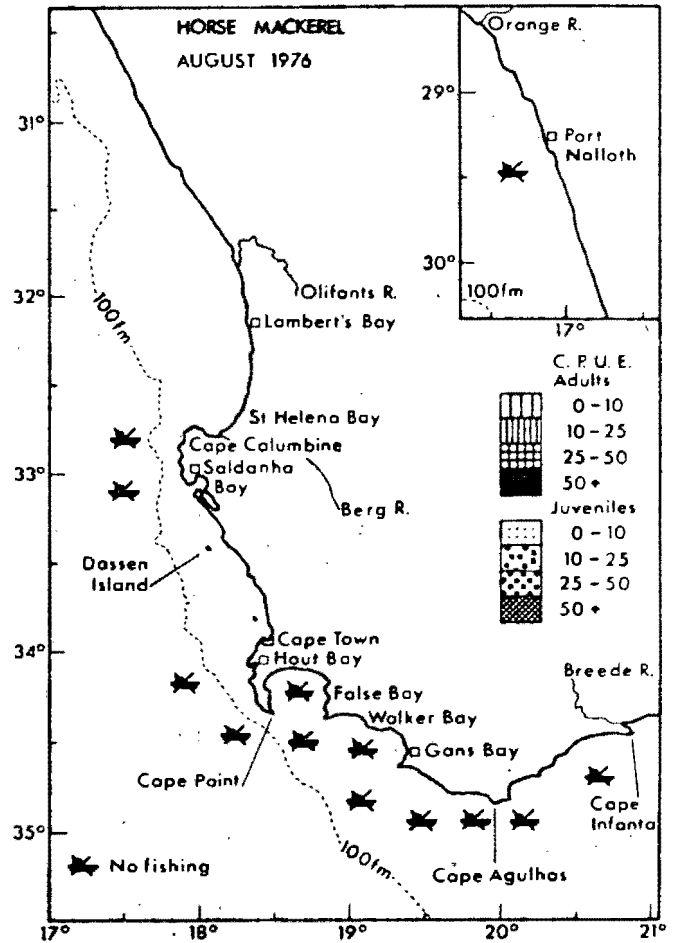 HORSE MACKEREL
AUGUST 1976
Orange R.
29°
Port
Nalloth
30°
100fm
17°
31°
32°
33°
34°
35°
100fm
Olifants R.
Lambert's Bay
St Helena Bay
Cape Calumbine
Saldanha
Bay
Berg R.
Dassen
Island
C. P. U. E.
Adults
0-10
10-25
25-50
50+
Juveniles
0-10
10-25
25-50
50+
Cape Town
Hout Bay
False Bay
Walker Bay
Gans Bay
Breede R.
Cape Point
Cape
Infanta
Cape Agulhas
100fm
No fishing
17°
18°
19°
20°
21°